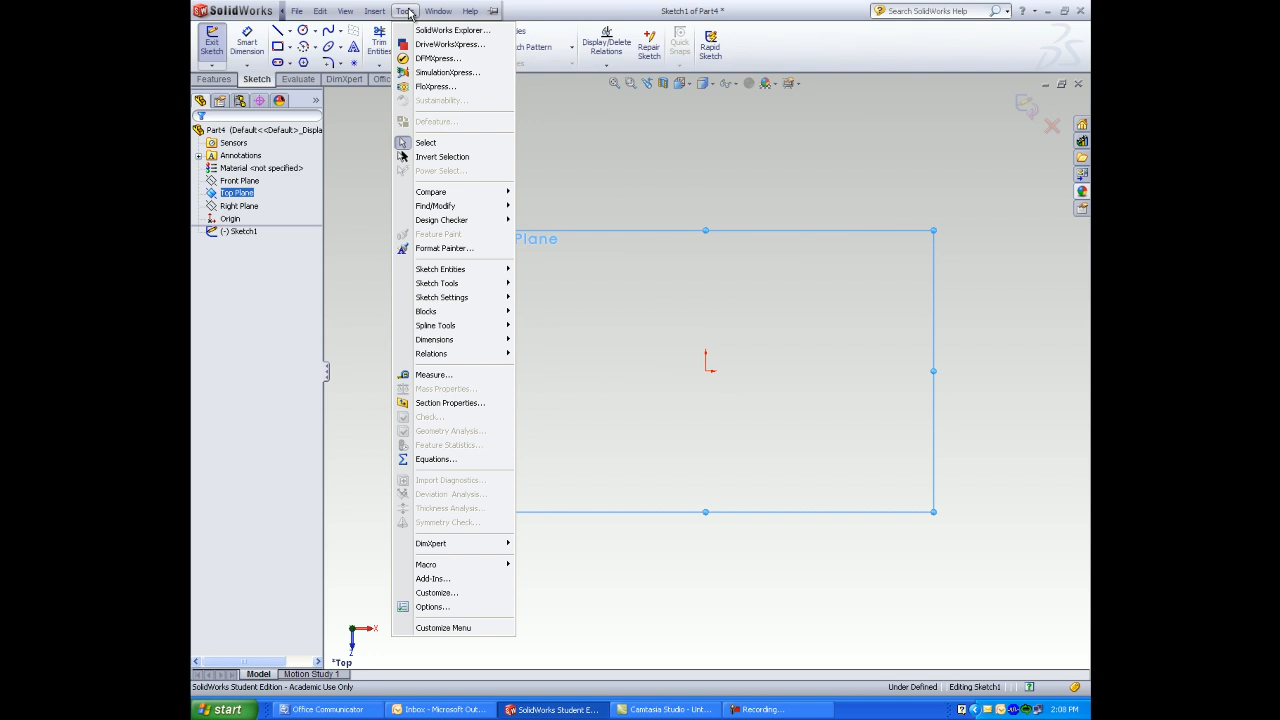 SolidWorks File Edit View Insert Tools Window Help Sketch1 of Part4 * Search SolidWorks Help
Exit Sketch
Smart Dimension
Trim Entities
Sketch Pattern
Display/Delete Relations
Repair Sketch
Quick Snaps
Rapid Sketch
Features Sketch Evaluate DimXpert Offic
Part4 (Default<<Default>_Displa
Sensors
Annotations
Material <not specified>
Front Plane
Top Plane
Right Plane
Origin
(-) Sketch1
SolidWorks Explorer...
DriveWorksXpress...
DFMXpress...
SimulationXpress...
FloXpress...
Sustainability...
Defeature...
Select
Invert Selection
Power Select...
Compare
Find/Modify
Design Checker
Feature Paint
Format Painter...
Sketch Entities
Sketch Tools
Sketch Settings
Blocks
Spline Tools
Dimensions
Relations
Measure...
Mass Properties...
Section Properties...
Check...
Geometry Analysis...
Feature Statistics...
Equations...
Import Diagnostics...
Deviation Analysis...
Thickness Analysis...
Symmetry Check...
DimXpert
Macro
Add-Ins...
Customize...
Options...
Customize Menu
Plane
X
Z
*Top
Model Motion Study 1
SolidWorks Student Edition - Academic Use Only Under Defined Editing Sketch1
start Office Communicator Inbox - Microsoft Out... SolidWorks Student E... Camtasia Studio - Unt... Recording... 2:08 PM